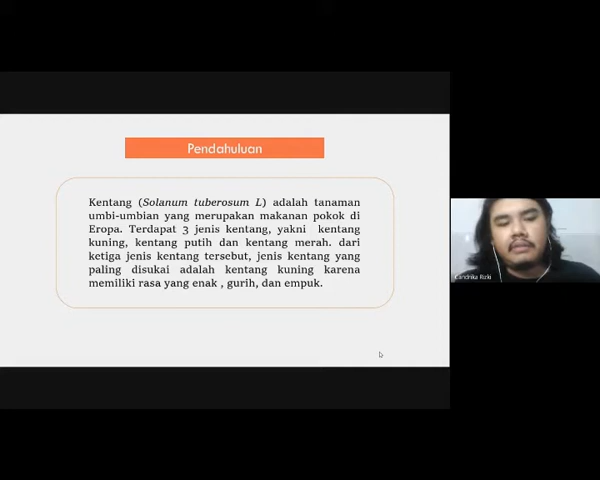 Pendahuluan
Kentang (Solanum tuberosum L) adalah tanaman
umbi-umbian yang merupakan makanan pokok di
Eropa. Terdapat 3 jenis kentang, yakni kentang
kuning, kentang putih dan kentang merah. dari
ketiga jenis kentang tersebut, jenis kentang yang
paling disukai adalah kentang kuning karena
memiliki rasa yang enak , gurih, dan empuk.
Candrika Rizki